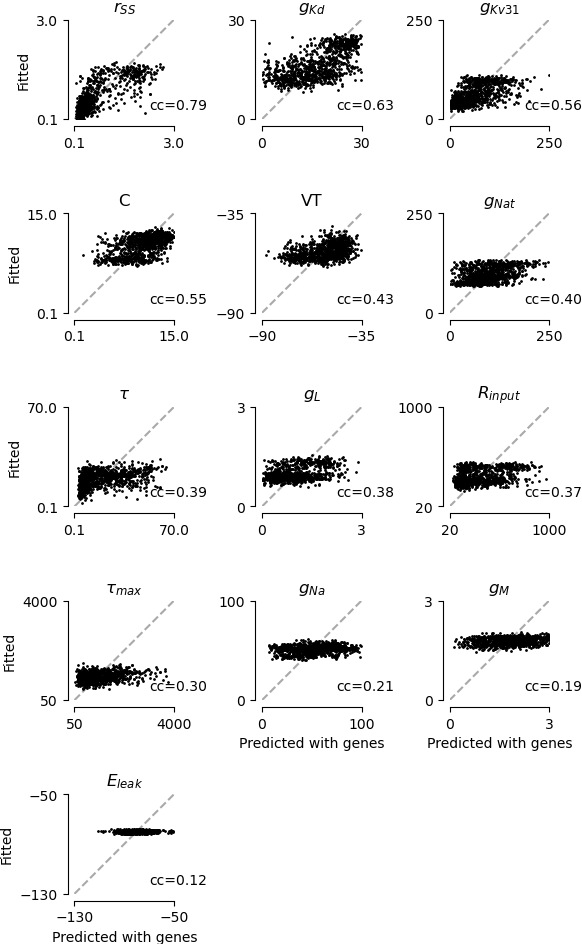 r_SS g_Kd g_Kv31
3.0 30 250
Fitted
cc=0.79 cc=0.63 cc=0.56
0.1 0 0
0.1 3.0 0 30 0 250
C VT g_Nat
15.0 −35 250
Fitted
cc=0.55 cc=0.43 cc=0.40
0.1 −90 0
0.1 15.0 −90 −35 0 250
τ g_L R_input
70.0 3 1000
Fitted
cc=0.39 cc=0.38 cc=0.37
0.1 0 20
0.1 70.0 0 3 20 1000
τ_max g_Na g_M
4000 100 3
Fitted
cc=0.30 cc=0.21 cc=0.19
50 0 0
50 4000 0 100 0 3
Predicted with genes Predicted with genes
E_leak
−50
Fitted
cc=0.12
−130
−130 −50
Predicted with genes